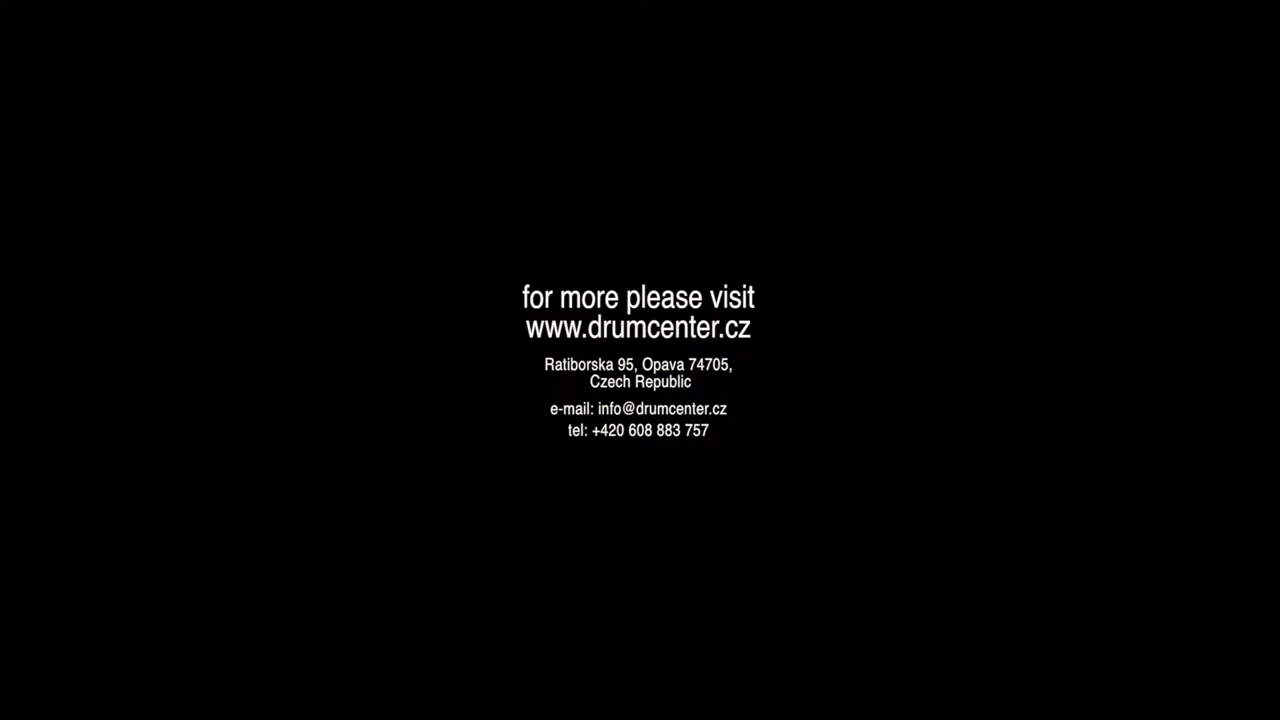 for more please visit
www.drumcenter.cz
Ratiborska 95, Opava 74705,
Czech Republic
e-mail: info@drumcenter.cz
tel: +420 608 883 757